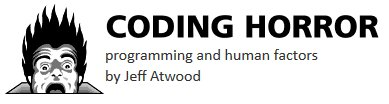 CODING HORROR
programming and human factors
by Jeff Atwood